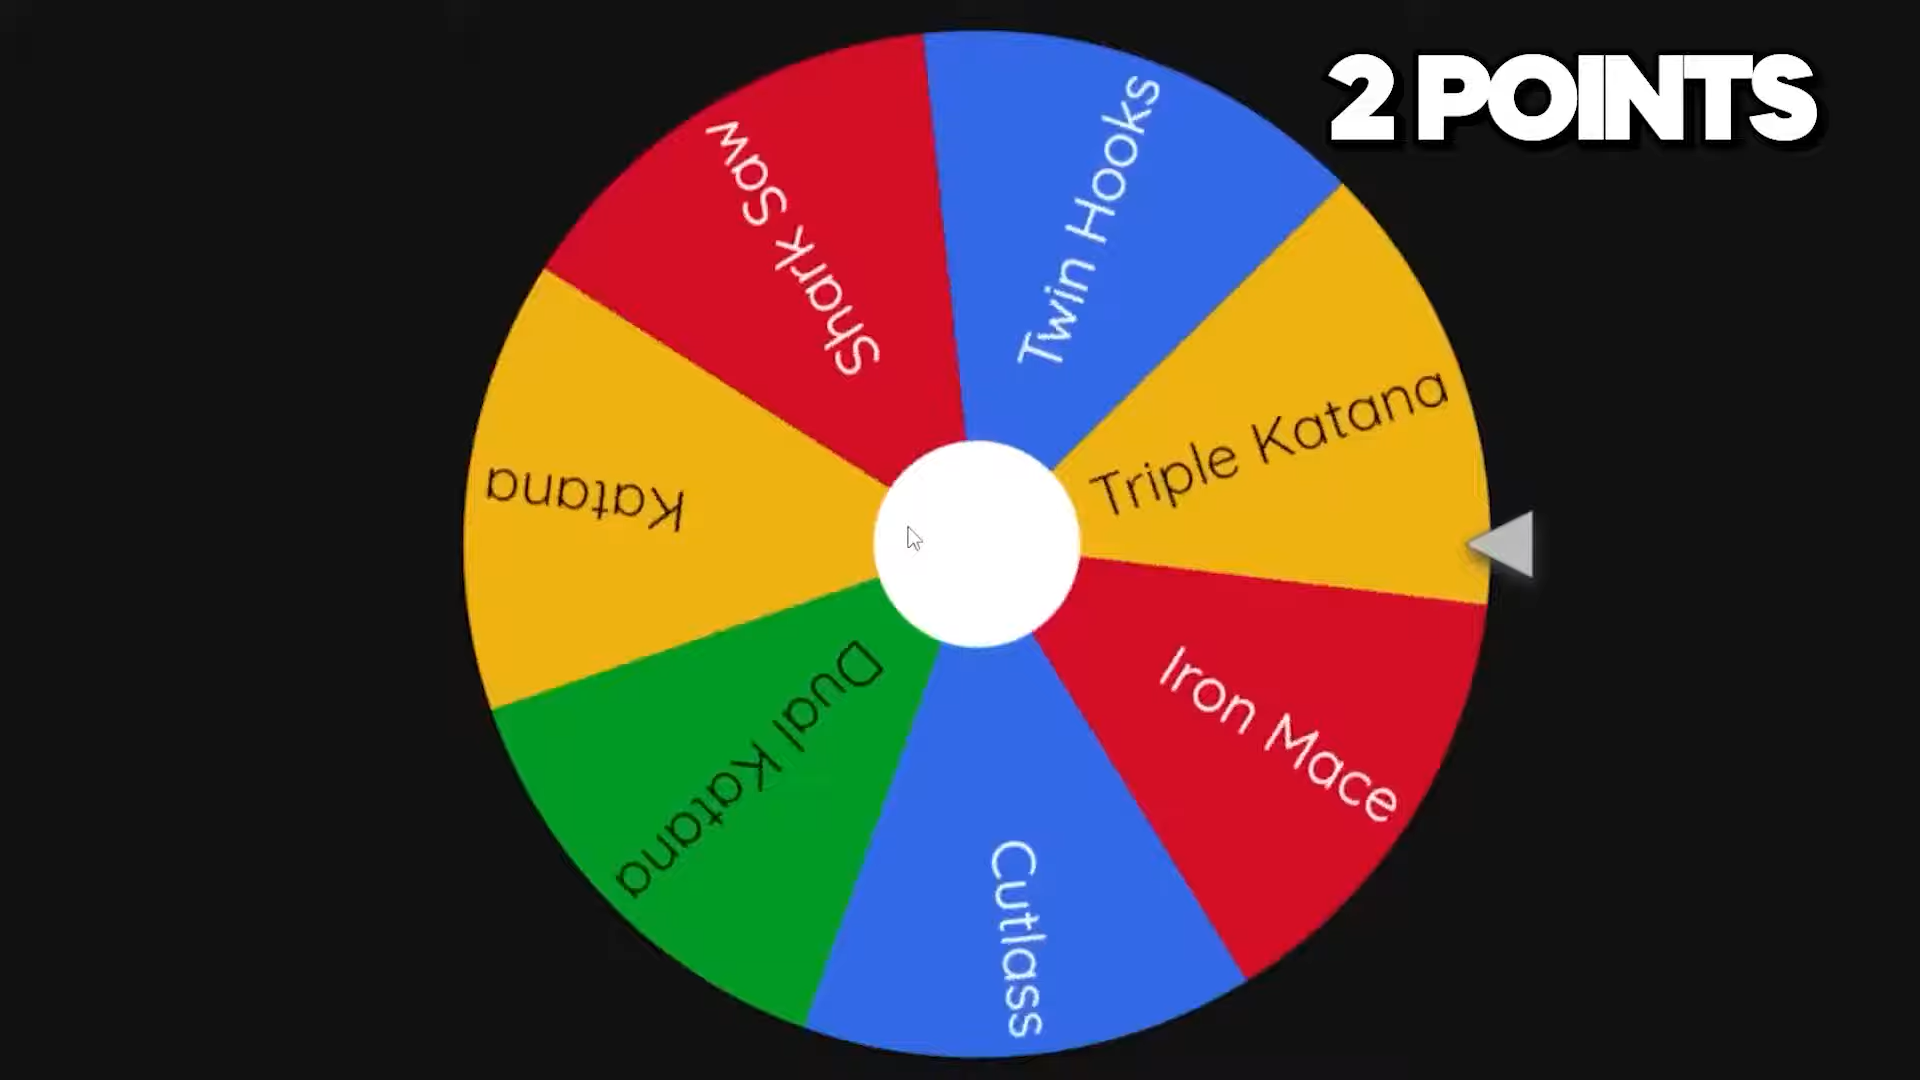 2 POINTS
Twin Hooks
Shark Saw
Triple Katana
Katana
Iron Mace
Dual Katana
Cutlass